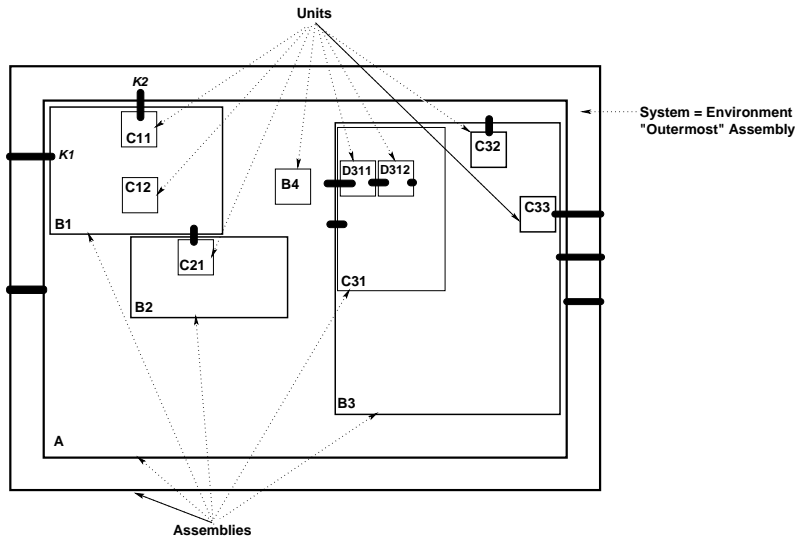 Units
K2
System = Environment
"Outermost" Assembly
C11
C32
K1
D311 D312
C12
B4
C33
B1
C21
C31
B2
B3
A
Assemblies